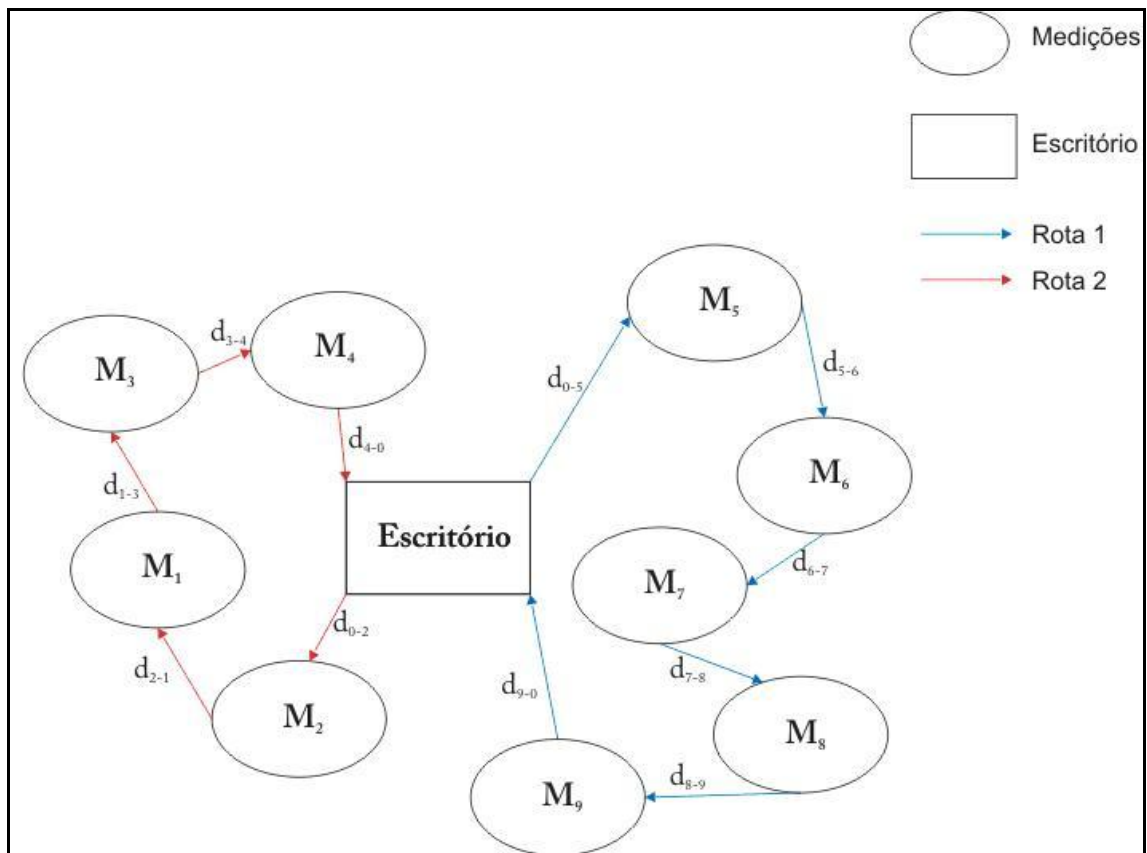 Medições
Escritório
Rota 1
Rota 2
M₅
d₃₋₄
M₄
M₃
d₀₋₅
d₅₋₆
d₄₋₀
d₁₋₃
M₆
Escritório
M₁
M₇
d₆₋₇
d₀₋₂
d₂₋₁
d₇₋₈
d₉₋₀
M₂
M₈
d₈₋₉
M₉